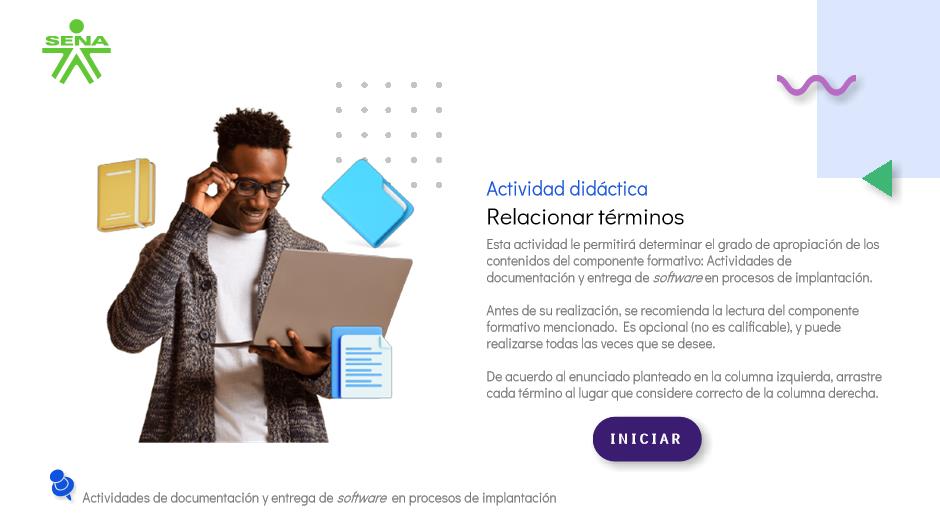 SENA
Actividad didáctica
Relacionar términos
Esta actividad le permitirá determinar el grado de apropiación de los
contenidos del componente formativo: Actividades de
documentación y entrega de software en procesos de implantación.
Antes de su realización, se recomienda la lectura del componente
formativo mencionado. Es opcional (no es calificable), y puede
realizarse todas las veces que se desee.
De acuerdo al enunciado planteado en la columna izquierda, arrastre
cada término al lugar que considere correcto de la columna derecha.
INICIAR
Actividades de documentación y entrega de software en procesos de implantación